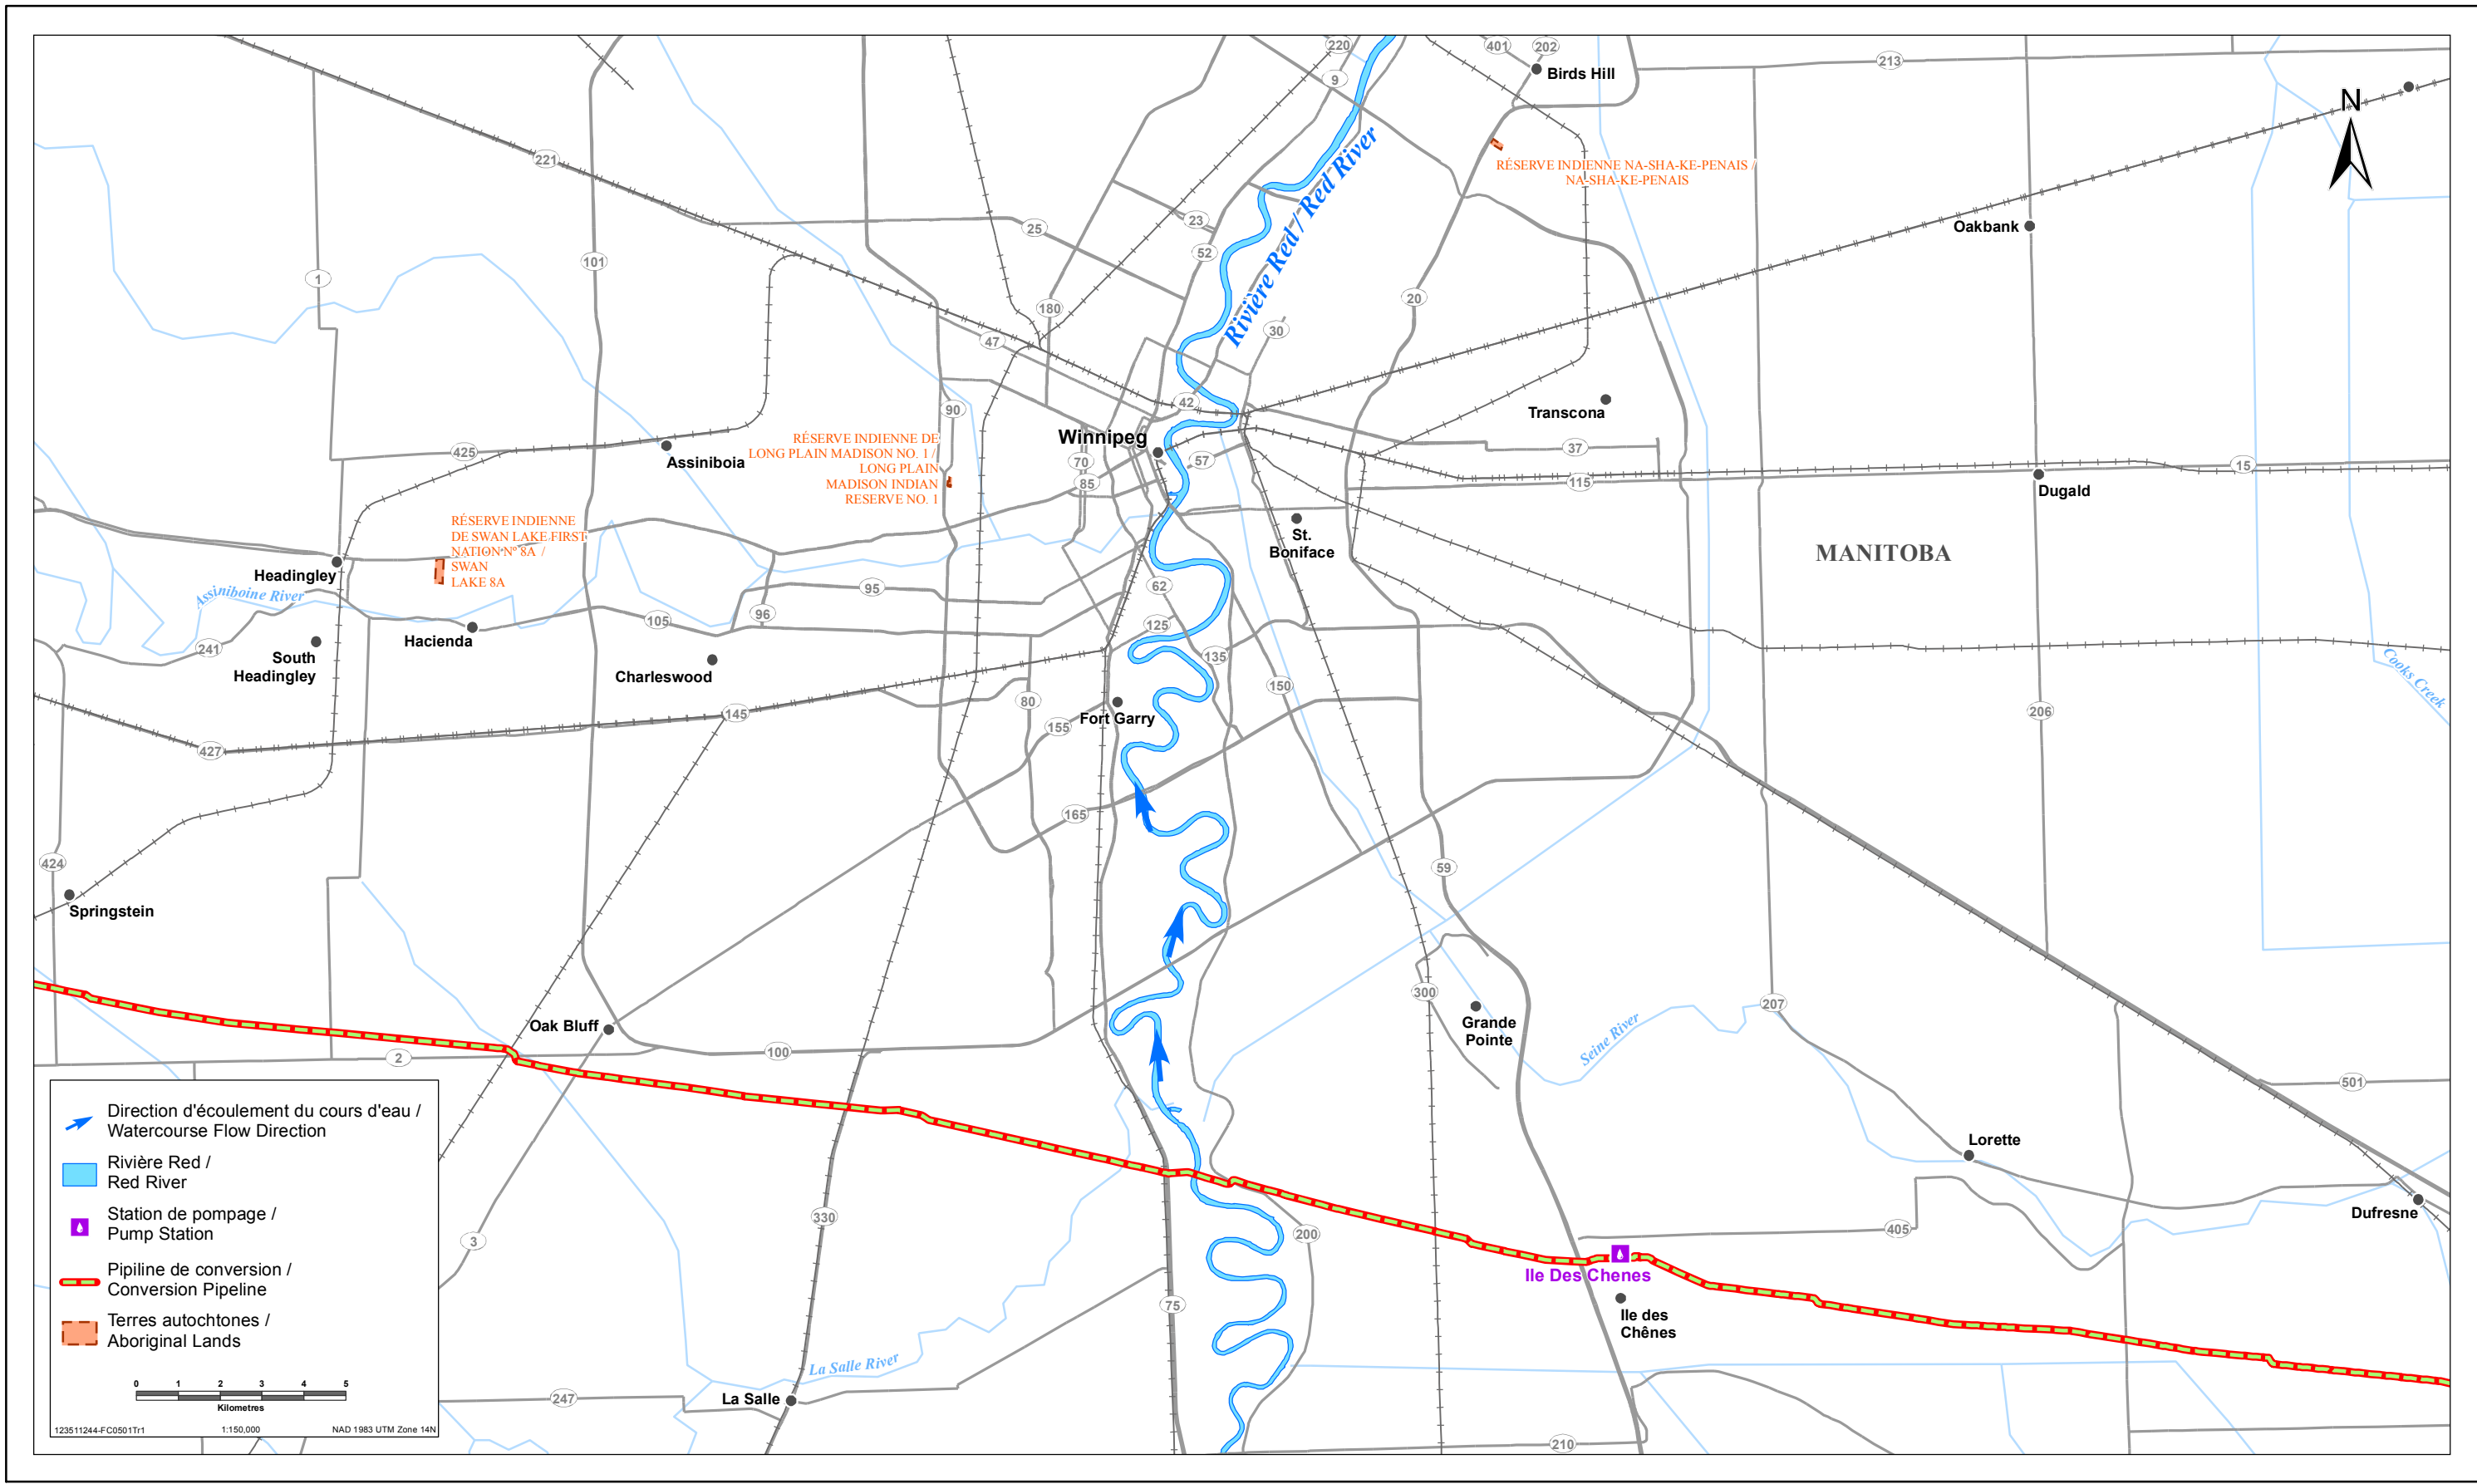 220
401
202
Birds Hill
213
9
N
221
RÉSERVE INDIENNE NA-SHA-KE-PENAIS /
NA-SHA-KE-PENAIS
Rivière Red / Red River
23
25
52
Oakbank
101
1
180
20
30
47
42
90
Transcona
Winnipeg
37
425
Assiniboia
RÉSERVE INDIENNE DE
LONG PLAIN MADISON NO. 1 /
LONG PLAIN
MADISON INDIAN
RESERVE NO. 1
70
57
85
115
15
Dugald
RÉSERVE INDIENNE
DE SWAN LAKE FIRST
NATION Nº 8A /
SWAN
LAKE 8A
St.
Boniface
MANITOBA
Headingley
Assiniboine River
95
62
96
105
125
Hacienda
241
South
Headingley
Charleswood
135
150
Cooks Creek
80
145
155
Fort Garry
206
427
165
424
59
Springstein
300
207
Grande
Pointe
Seine River
Oak Bluff
2
100
501
Lorette
Dufresne
330
3
200
405
Ile Des Chenes
75
Ile des
Chênes
La Salle River
La Salle
247
210
Direction d'écoulement du cours d'eau /
Watercourse Flow Direction
Rivière Red /
Red River
Station de pompage /
Pump Station
Pipiline de conversion /
Conversion Pipeline
Terres autochtones /
Aboriginal Lands
0 1 2 3 4 5
Kilometres
123511244-FC0501Tr1 1:150,000 NAD 1983 UTM Zone 14N